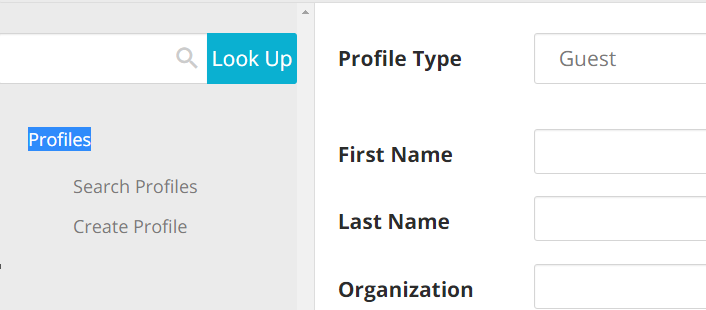 Look Up
Profiles
Search Profiles
Create Profile
Profile Type
Guest
First Name
Last Name
Organization